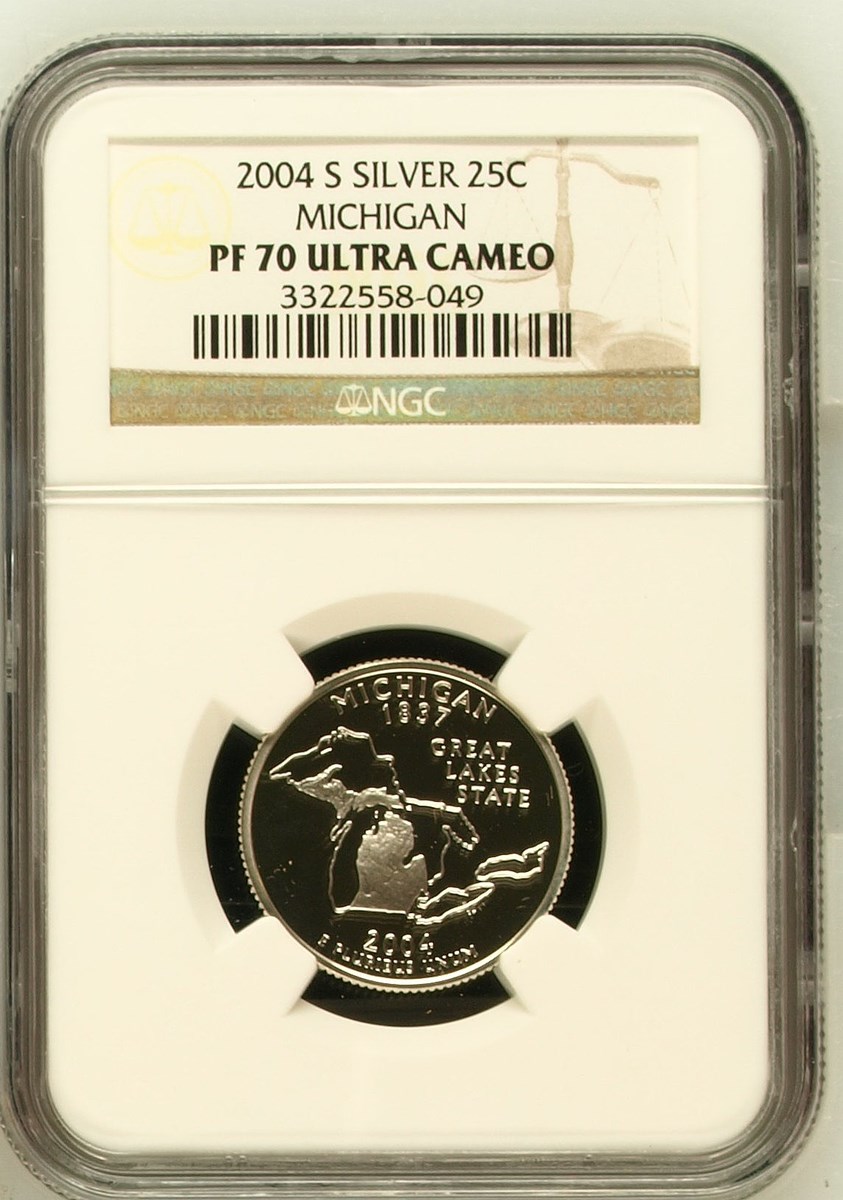 2004 S SILVER 25C
MICHIGAN
PF 70 ULTRA CAMEO
3322558-049
NGC
MICHIGAN
1837
GREAT
LAKES
STATE
2004
E PLURIBUS UNUM